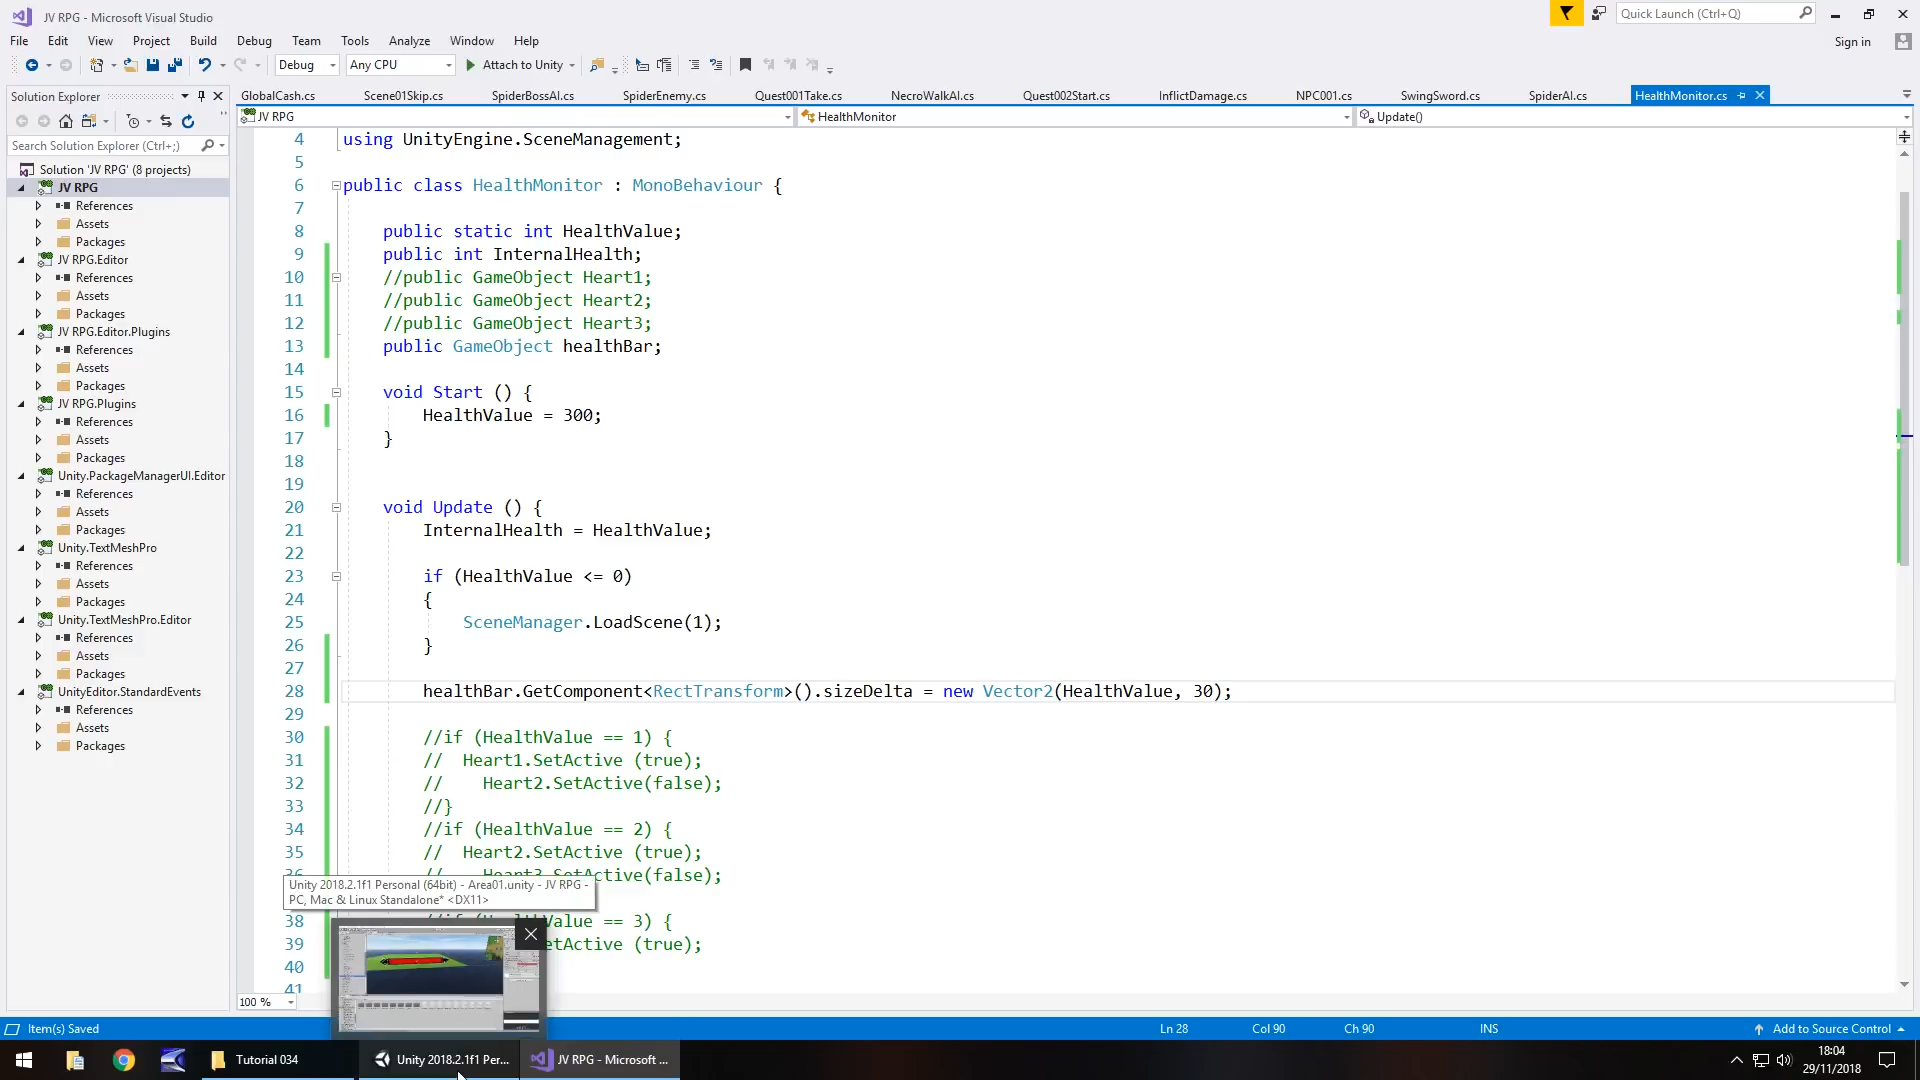 JV RPG - Microsoft Visual Studio
Quick Launch (Ctrl+Q)
File Edit View Project Build Debug Team Tools Analyze Window Help
Sign in
Debug Any CPU Attach to Unity
Solution Explorer
GlobalCash.cs Scene01Skip.cs SpiderBossAI.cs SpiderEnemy.cs Quest001Take.cs NecroWalkAI.cs Quest002Start.cs InflictDamage.cs NPC001.cs SwingSword.cs SpiderAI.cs HealthMonitor.cs
JV RPG HealthMonitor Update()
Search Solution Explorer (Ctrl+;)
Solution 'JV RPG' (8 projects)
JV RPG
References
Assets
Packages
JV RPG.Editor
References
Assets
Packages
JV RPG.Editor.Plugins
References
Assets
Packages
JV RPG.Plugins
References
Assets
Packages
Unity.PackageManagerUI.Editor
References
Assets
Packages
Unity.TextMeshPro
References
Assets
Packages
Unity.TextMeshPro.Editor
References
Assets
Packages
UnityEditor.StandardEvents
References
Assets
Packages
4 using UnityEngine.SceneManagement;
5
6 public class HealthMonitor : MonoBehaviour {
7
8 public static int HealthValue;
9 public int InternalHealth;
10 //public GameObject Heart1;
11 //public GameObject Heart2;
12 //public GameObject Heart3;
13 public GameObject healthBar;
14
15 void Start () {
16 HealthValue = 300;
17 }
18
19
20 void Update () {
21 InternalHealth = HealthValue;
22
23 if (HealthValue <= 0)
24 {
25 SceneManager.LoadScene(1);
26 }
27
28 healthBar.GetComponent<RectTransform>().sizeDelta = new Vector2(HealthValue, 30);
29
30 //if (HealthValue == 1) {
31 // Heart1.SetActive (true);
32 // Heart2.SetActive(false);
33 //}
34 //if (HealthValue == 2) {
35 // Heart2.SetActive (true);
36 // Heart3.SetActive(false);
Unity 2018.2.1f1 Personal (64bit) - Area01.unity - JV RPG -
PC, Mac & Linux Standalone* <DX11>
38 //if (HealthValue == 3) {
39 etActive (true);
40
41
100 %
Item(s) Saved Ln 28 Col 90 Ch 90 INS Add to Source Control
Tutorial 034 Unity 2018.2.1f1 Per... JV RPG - Microsoft ...
18:04
29/11/2018